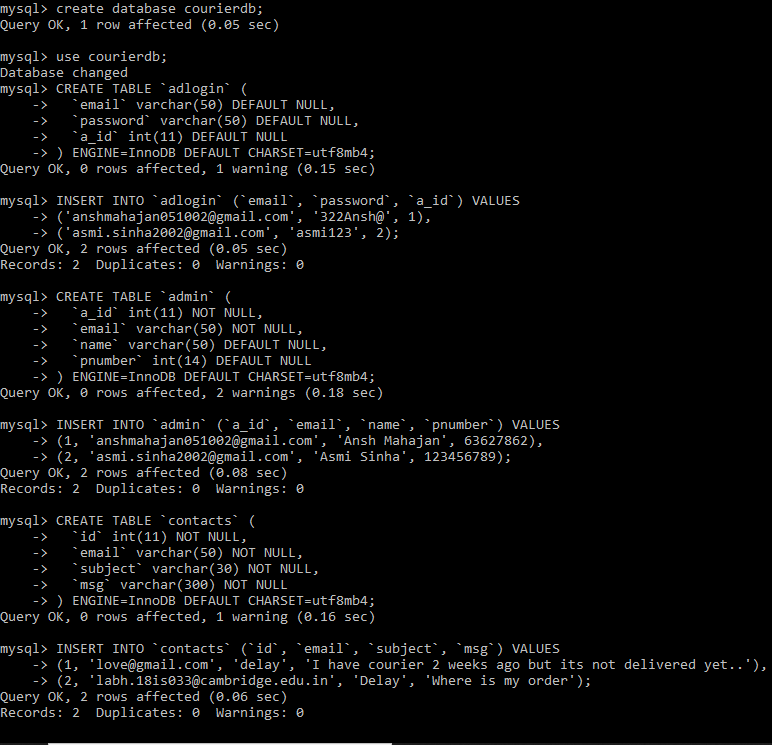 mysql> create database courierdb;
Query OK, 1 row affected (0.05 sec)
mysql> use courierdb;
Database changed
mysql> CREATE TABLE `adlogin` (
    ->   `email` varchar(50) DEFAULT NULL,
    ->   `password` varchar(50) DEFAULT NULL,
    ->   `a_id` int(11) DEFAULT NULL
    -> ) ENGINE=InnoDB DEFAULT CHARSET=utf8mb4;
Query OK, 0 rows affected, 1 warning (0.15 sec)
mysql> INSERT INTO `adlogin` (`email`, `password`, `a_id`) VALUES
    -> ('anshmahajan051002@gmail.com', '322Ansh@', 1),
    -> ('asmi.sinha2002@gmail.com', 'asmi123', 2);
Query OK, 2 rows affected (0.05 sec)
Records: 2  Duplicates: 0  Warnings: 0
mysql> CREATE TABLE `admin` (
    ->   `a_id` int(11) NOT NULL,
    ->   `email` varchar(50) NOT NULL,
    ->   `name` varchar(50) DEFAULT NULL,
    ->   `pnumber` int(14) DEFAULT NULL
    -> ) ENGINE=InnoDB DEFAULT CHARSET=utf8mb4;
Query OK, 0 rows affected, 2 warnings (0.18 sec)
mysql> INSERT INTO `admin` (`a_id`, `email`, `name`, `pnumber`) VALUES
    -> (1, 'anshmahajan051002@gmail.com', 'Ansh Mahajan', 63627862),
    -> (2, 'asmi.sinha2002@gmail.com', 'Asmi Sinha', 123456789);
Query OK, 2 rows affected (0.08 sec)
Records: 2  Duplicates: 0  Warnings: 0
mysql> CREATE TABLE `contacts` (
    ->   `id` int(11) NOT NULL,
    ->   `email` varchar(50) NOT NULL,
    ->   `subject` varchar(30) NOT NULL,
    ->   `msg` varchar(300) NOT NULL
    -> ) ENGINE=InnoDB DEFAULT CHARSET=utf8mb4;
Query OK, 0 rows affected, 1 warning (0.16 sec)
mysql> INSERT INTO `contacts` (`id`, `email`, `subject`, `msg`) VALUES
    -> (1, 'love@gmail.com', 'delay', 'I have courier 2 weeks ago but its not delivered yet..'),
    -> (2, 'labh.18is033@cambridge.edu.in', 'Delay', 'Where is my order');
Query OK, 2 rows affected (0.06 sec)
Records: 2  Duplicates: 0  Warnings: 0